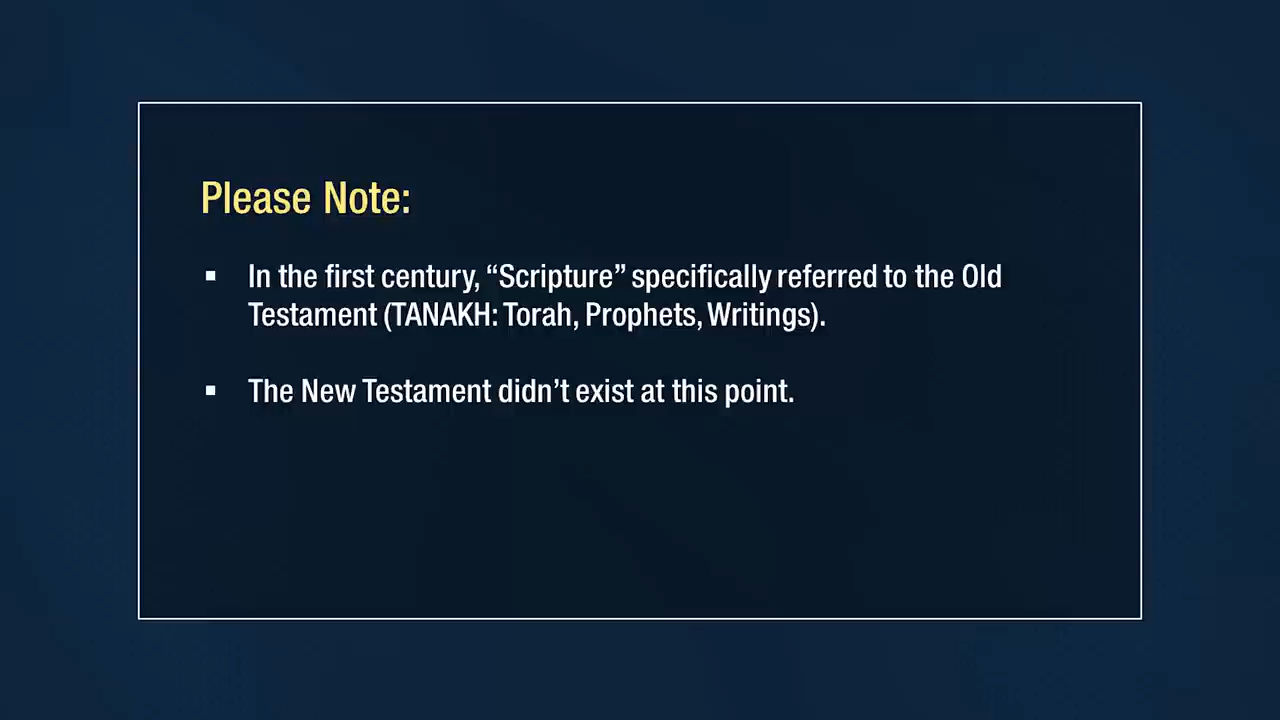 Please Note:
▪ In the first century, “Scripture” specifically referred to the Old
Testament (TANAKH: Torah, Prophets, Writings).
▪ The New Testament didn’t exist at this point.